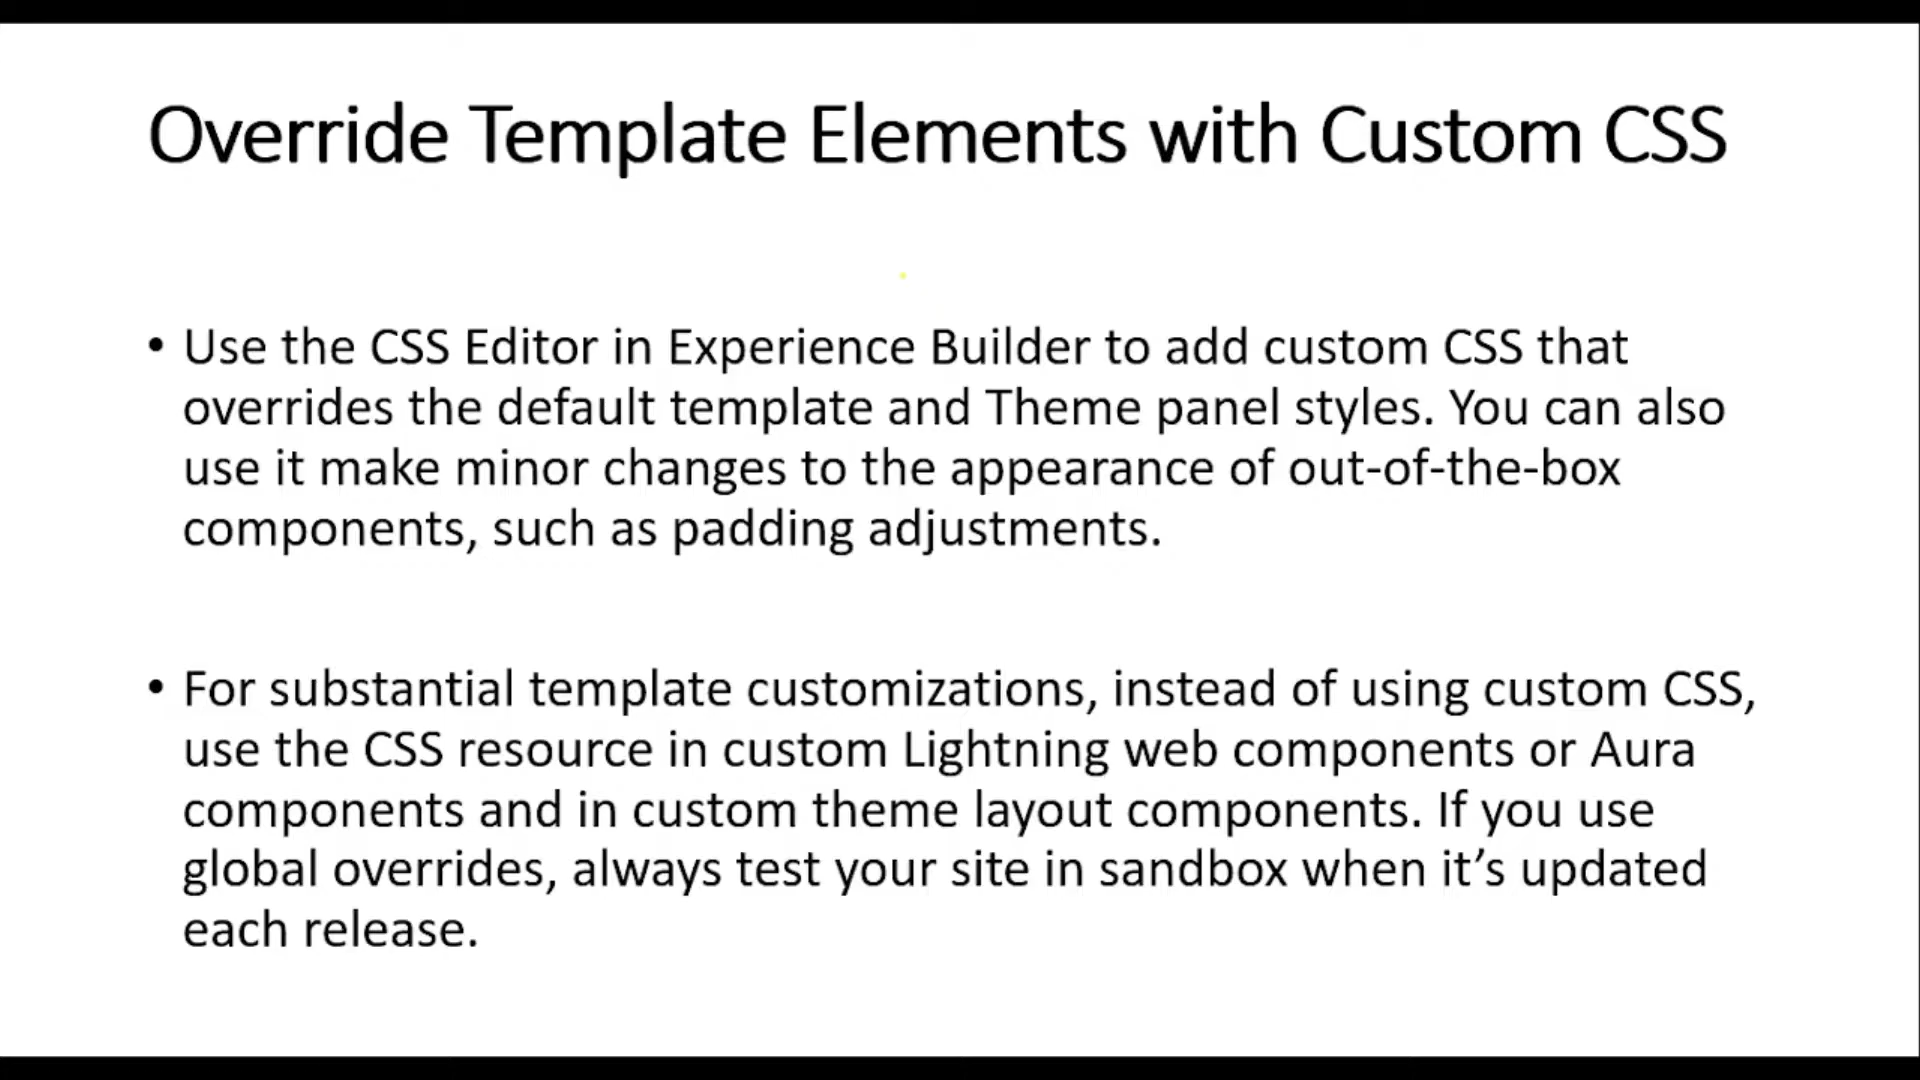 Override Template Elements with Custom CSS
• Use the CSS Editor in Experience Builder to add custom CSS that
overrides the default template and Theme panel styles. You can also
use it make minor changes to the appearance of out-of-the-box
components, such as padding adjustments.
• For substantial template customizations, instead of using custom CSS,
use the CSS resource in custom Lightning web components or Aura
components and in custom theme layout components. If you use
global overrides, always test your site in sandbox when it’s updated
each release.